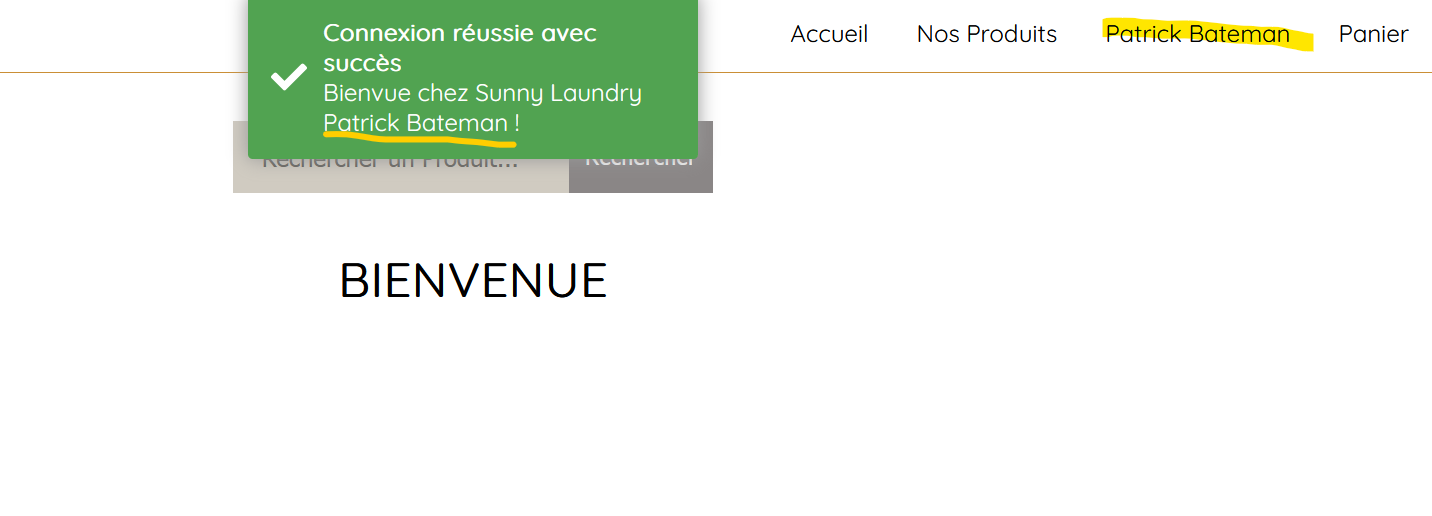 Connexion réussie avec
succès
Bienvue chez Sunny Laundry
Patrick Bateman !
Accueil Nos Produits Patrick Bateman Panier
Rechercher un Produit... Rechercher
BIENVENUE